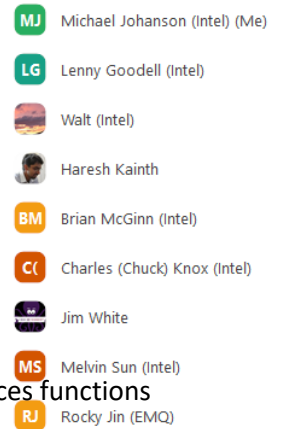 MJ Michael Johanson (Intel) (Me)
LG Lenny Goodell (Intel)
Walt (Intel)
Haresh Kainth
BM Brian McGinn (Intel)
C( Charles (Chuck) Knox (Intel)
Jim White
MS Melvin Sun (Intel)
ces functions
RJ Rocky Jin (EMQ)